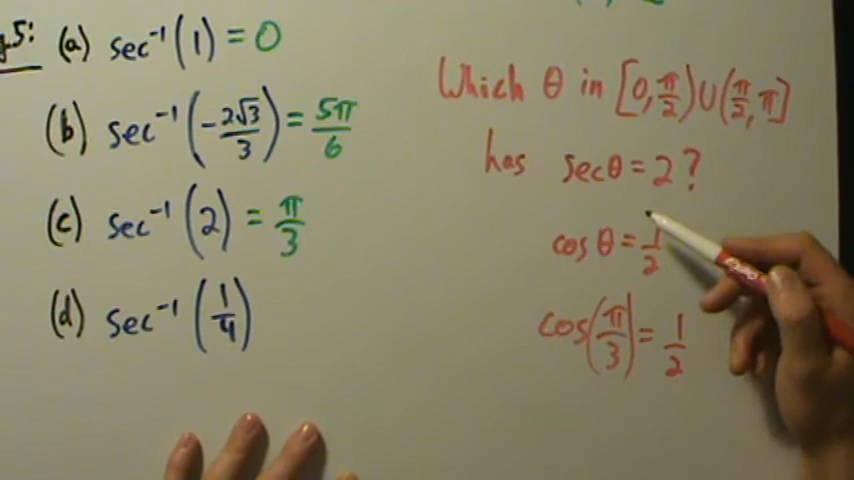 g.5: (a) sec⁻¹(1) = 0
(b) sec⁻¹(-2√3/3) = 5π/6
(c) sec⁻¹(2) = π/3
(d) sec⁻¹(1/4)
Which θ in [0, π/2) ∪ (π/2, π]
has secθ = 2?
cos θ = 1/2
cos(π/3) = 1/2